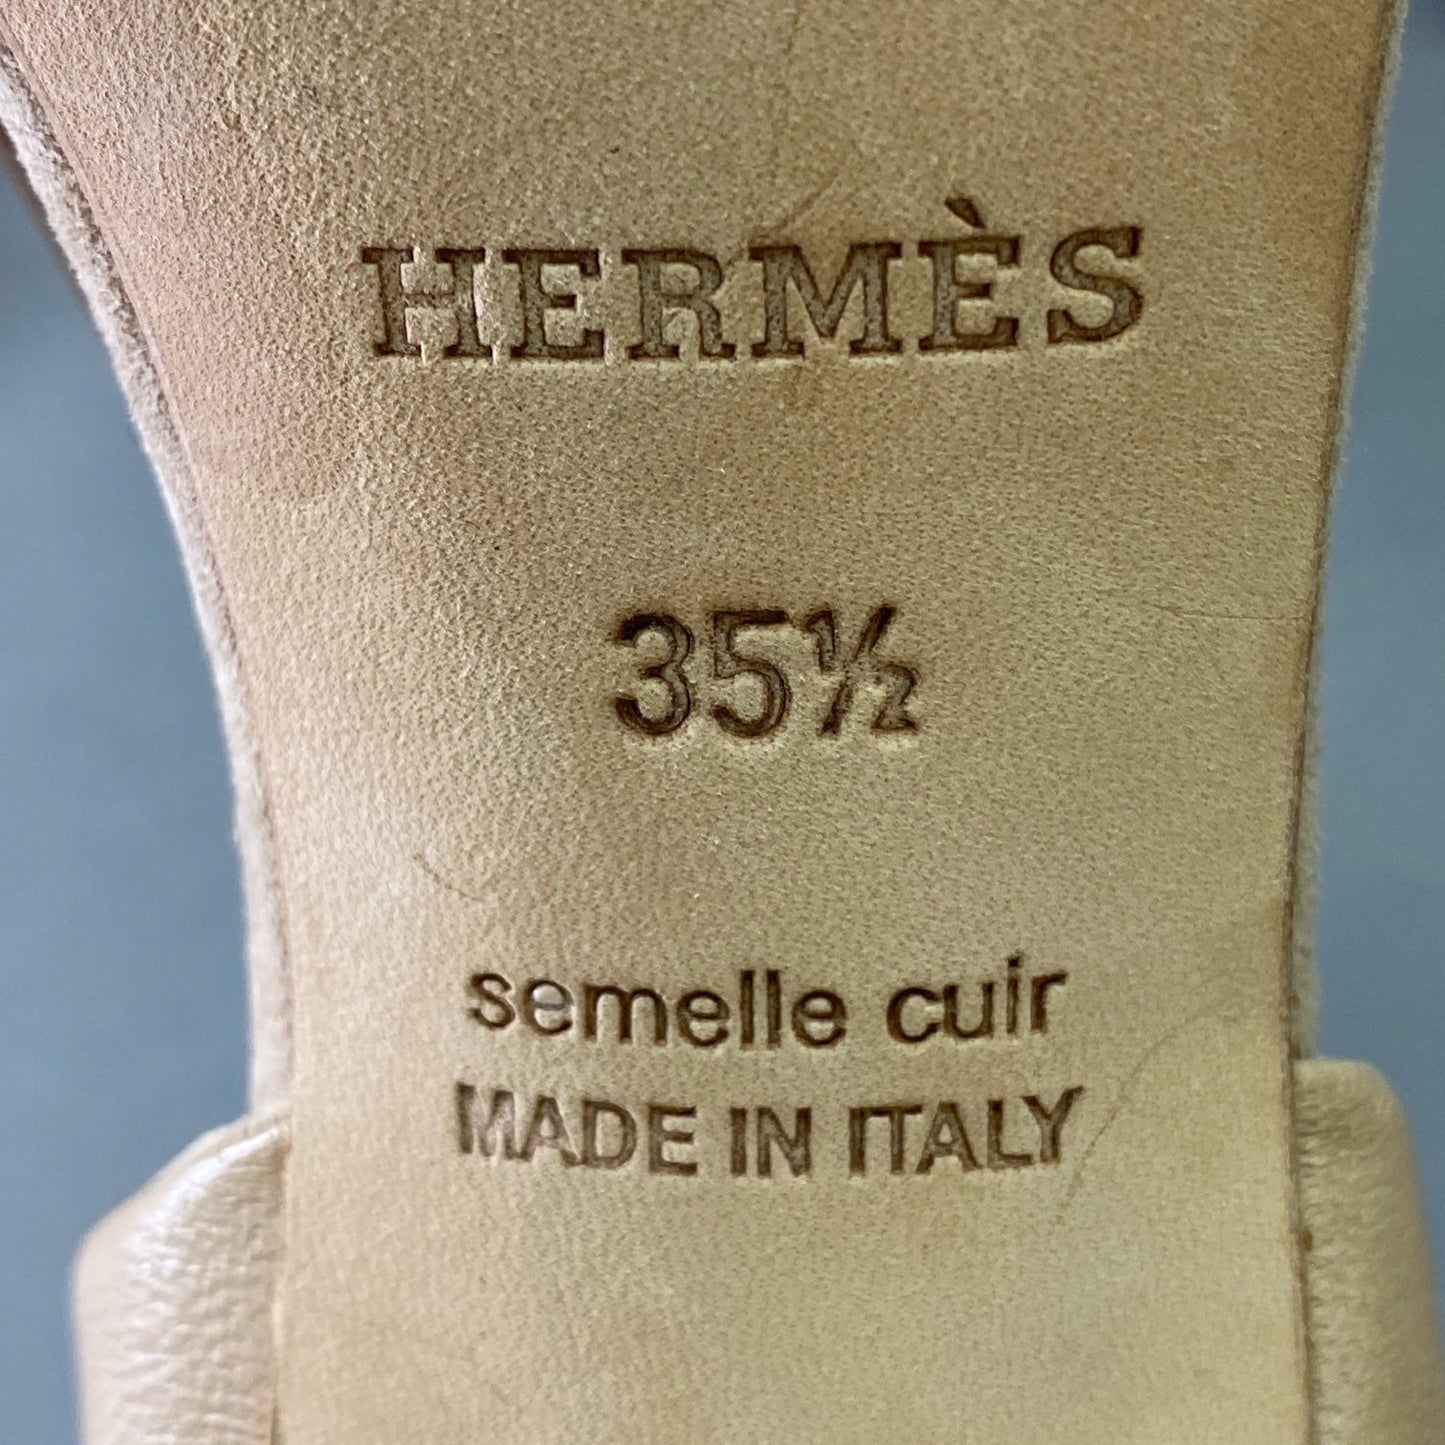 HERMÈS
35½
semelle cuir
MADE IN ITALY